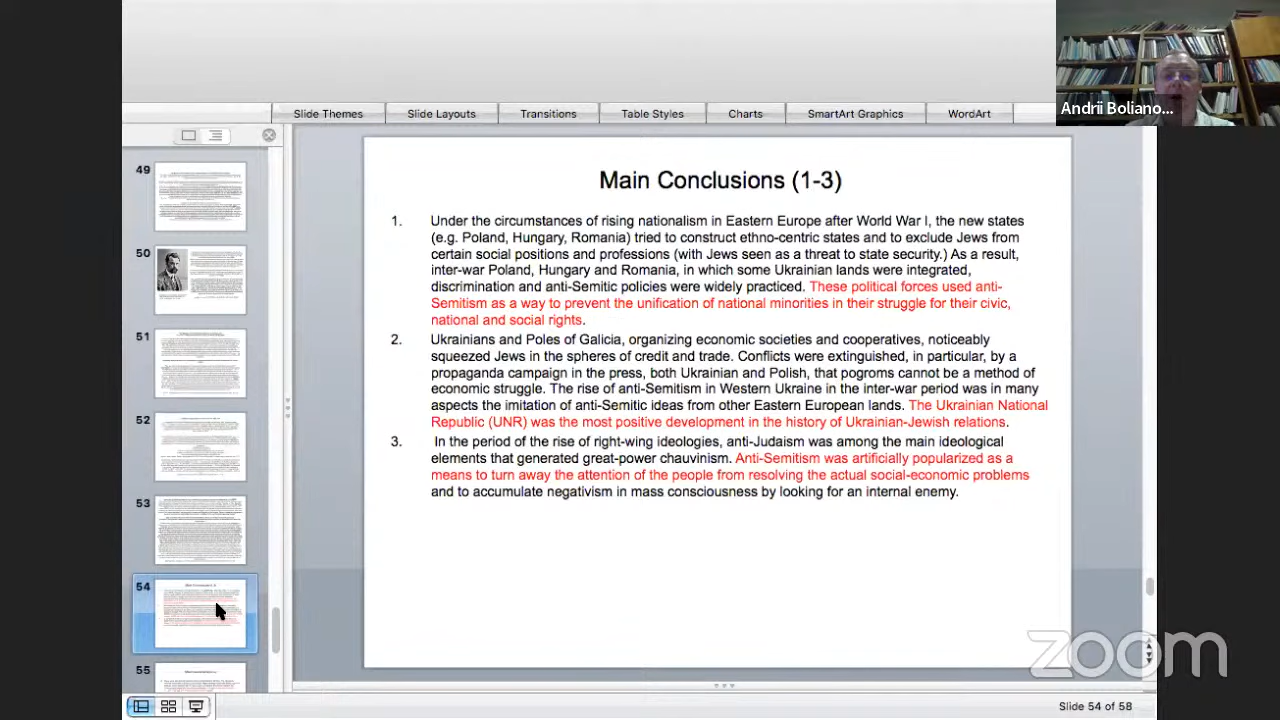 Andrii Boliano...
Slide Themes
Slide Layouts
Transitions
Table Styles
Charts
SmartArt Graphics
WordArt
49
50
51
52
53
54
55
Main Conclusions (1-3)
1. Under the circumstances of rising nationalism in Eastern Europe after World War I, the new states
(e.g. Poland, Hungary, Romania) tried to construct ethno-centric states and to exclude Jews from
certain social positions and professions (with Jews seen as a threat to state security.) As a result,
inter-war Poland, Hungary and Romania, in which some Ukrainian lands were integrated,
discrimination and anti-Semitic policies were widely practiced. These political forces used anti-
Semitism as a way to prevent the unification of national minorities in their struggle for their civic,
national and social rights.
2. Ukrainians and Poles of Galicia, organizing economic societies and cooperatives, noticeably
squeezed Jews in the spheres of credit and trade. Conflicts were extinguished, in particular, by a
propaganda campaign in the press, both Ukrainian and Polish, that pogroms cannot be a method of
economic struggle. The rise of anti-Semitism in Western Ukraine in the inter-war period was in many
aspects the imitation of anti-Semitic ideas from other Eastern European lands. The Ukrainian National
Republic (UNR) was the most positive development in the history of Ukrainian-Jewish relations.
3. In the period of the rise of right-wing ideologies, anti-Judaism was among the main ideological
elements that generated great-power chauvinism. Anti-Semitism was artificially popularized as a
means to turn away the attention of the people from resolving the actual social-economic problems
and to accumulate negativism in mass consciousness by looking for an internal enemy.
zoom
Slide 54 of 58